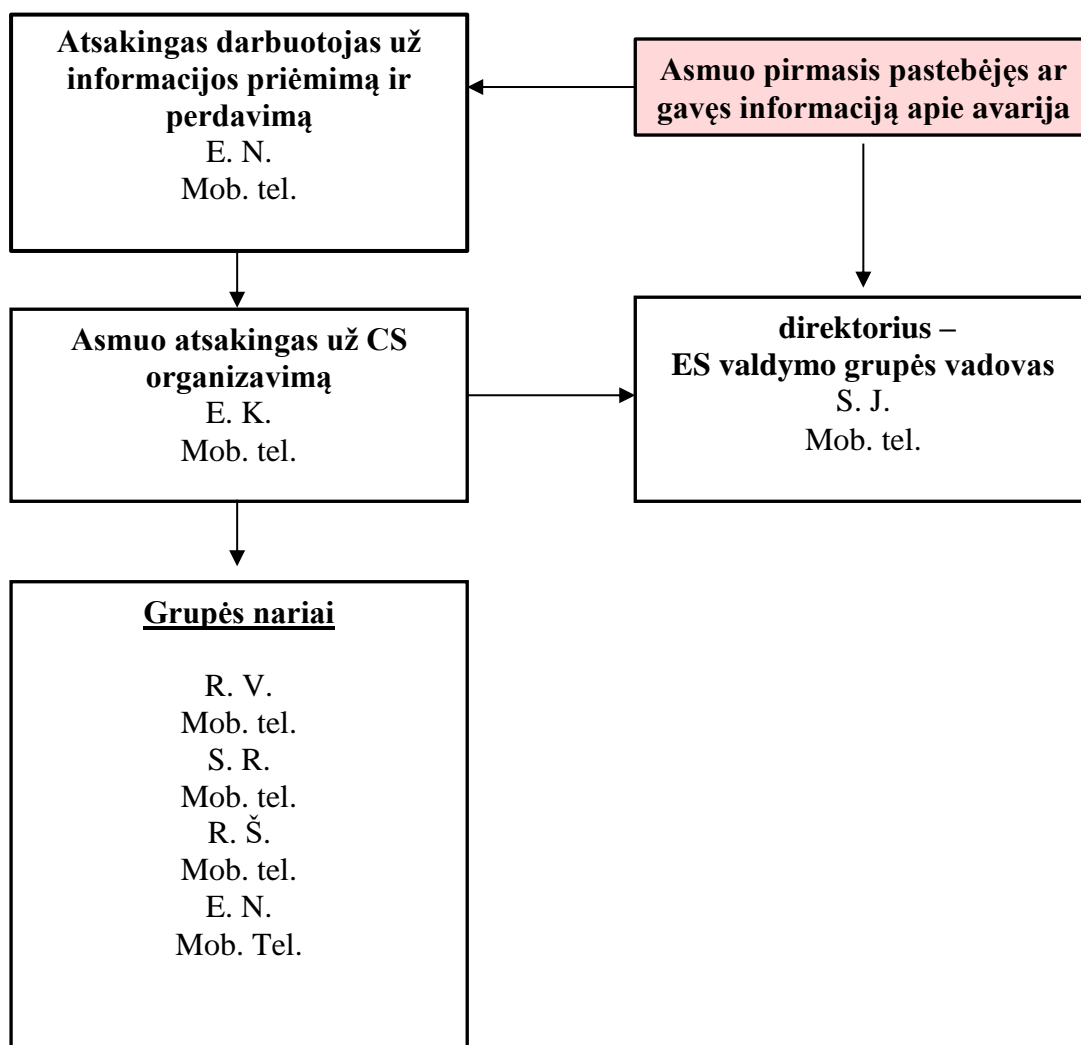 Atsakingas darbuotojas už
informacijos priėmimą ir
perdavimą
E. N.
Mob. tel.
Asmuo pirmasis pastebėjęs ar
gavęs informaciją apie avarija
Asmuo atsakingas už CS
organizavimą
E. K.
Mob. tel.
direktorius –
ES valdymo grupės vadovas
S. J.
Mob. tel.
Grupės nariai
R. V.
Mob. tel.
S. R.
Mob. tel.
R. Š.
Mob. tel.
E. N.
Mob. Tel.